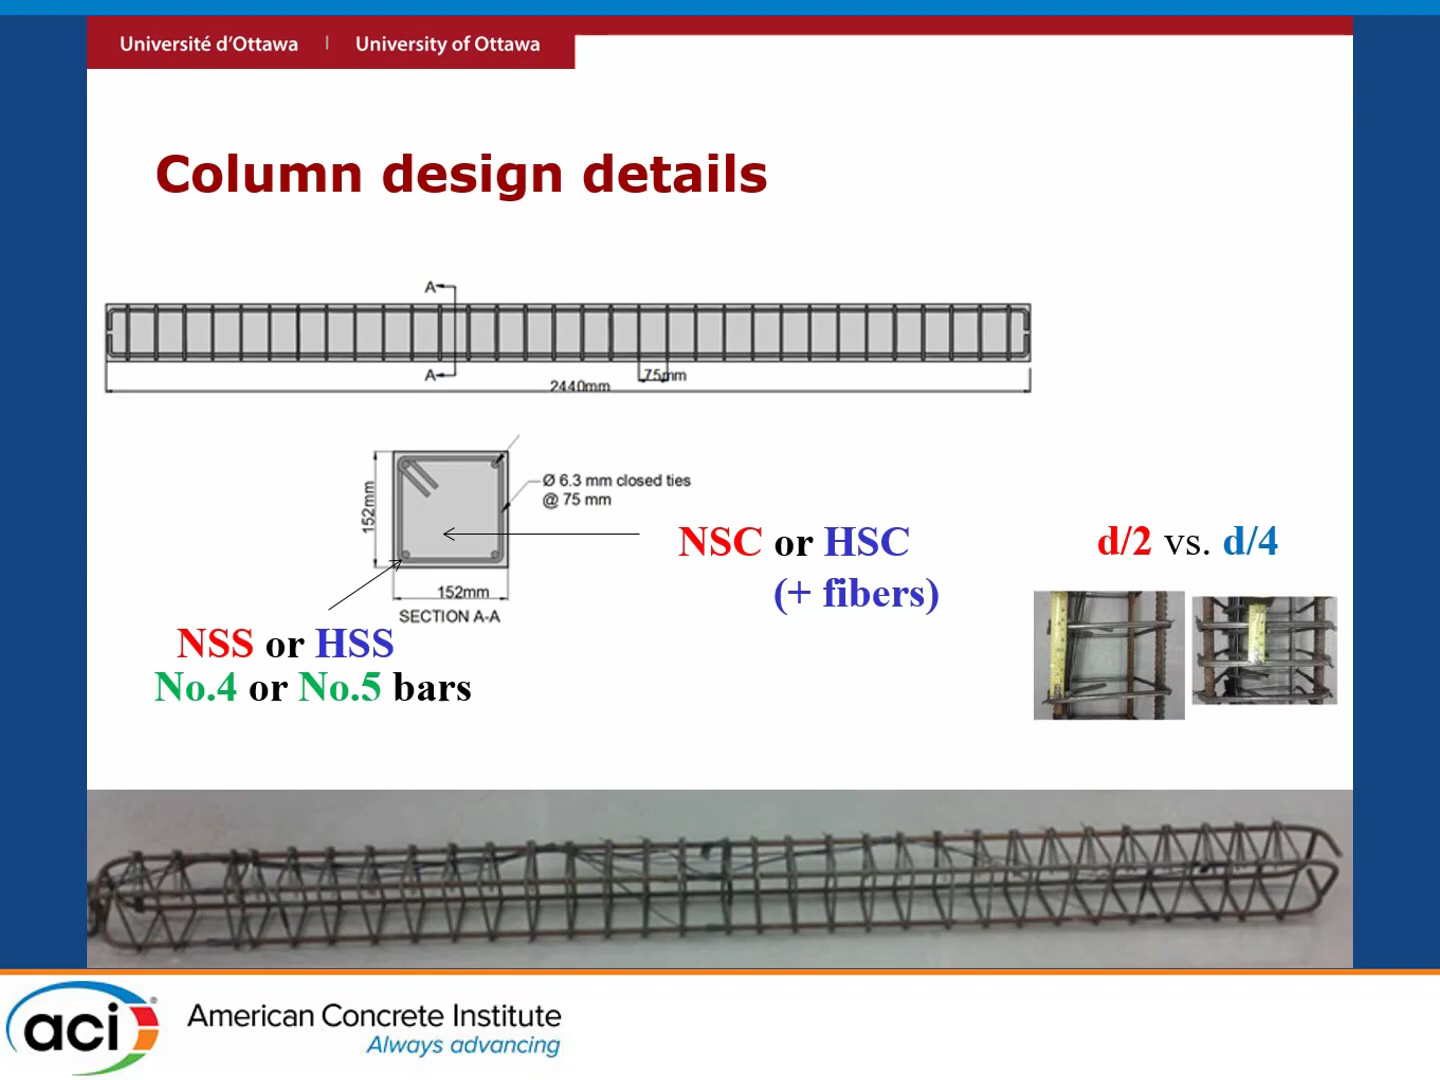 Université d'Ottawa | University of Ottawa
Column design details
A
A
75mm
2440mm
Ø 6.3 mm closed ties
@ 75 mm
152mm
152mm
SECTION A-A
NSC or HSC
(+ fibers)
d/2 vs. d/4
NSS or HSS
No.4 or No.5 bars
aci®
American Concrete Institute
Always advancing